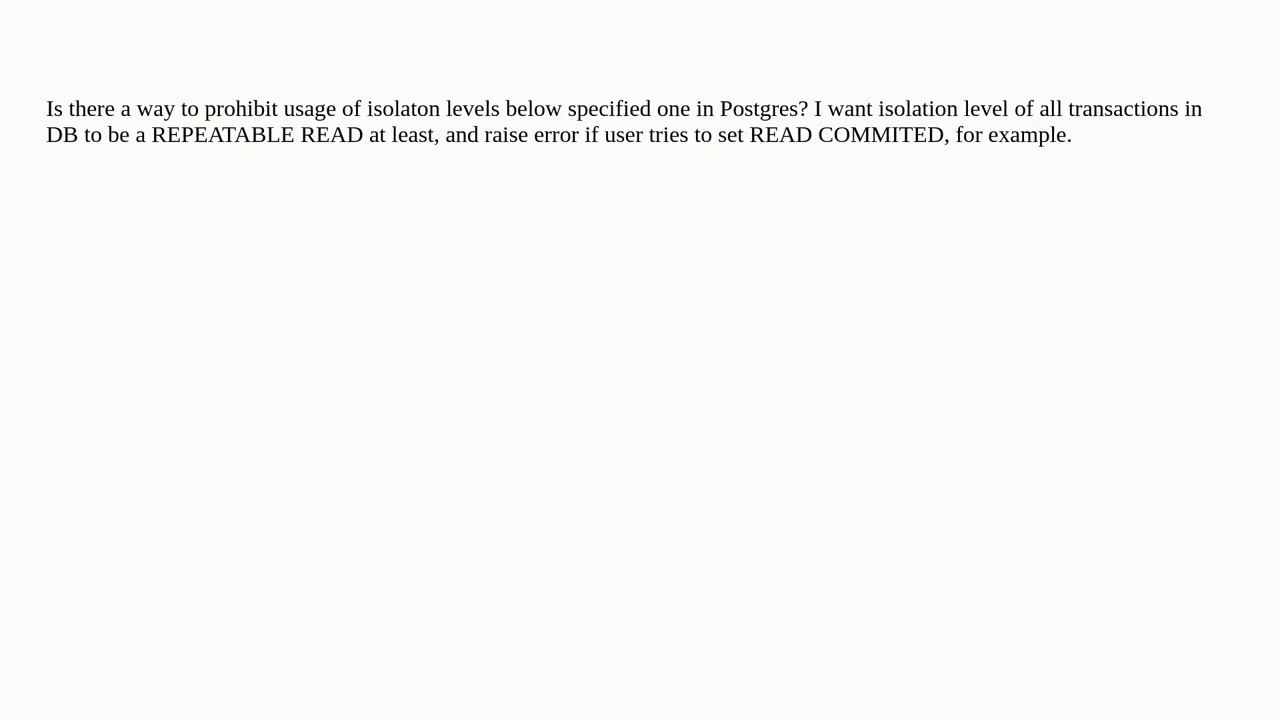 Is there a way to prohibit usage of isolaton levels below specified one in Postgres? I want isolation level of all transactions in
DB to be a REPEATABLE READ at least, and raise error if user tries to set READ COMMITED, for example.